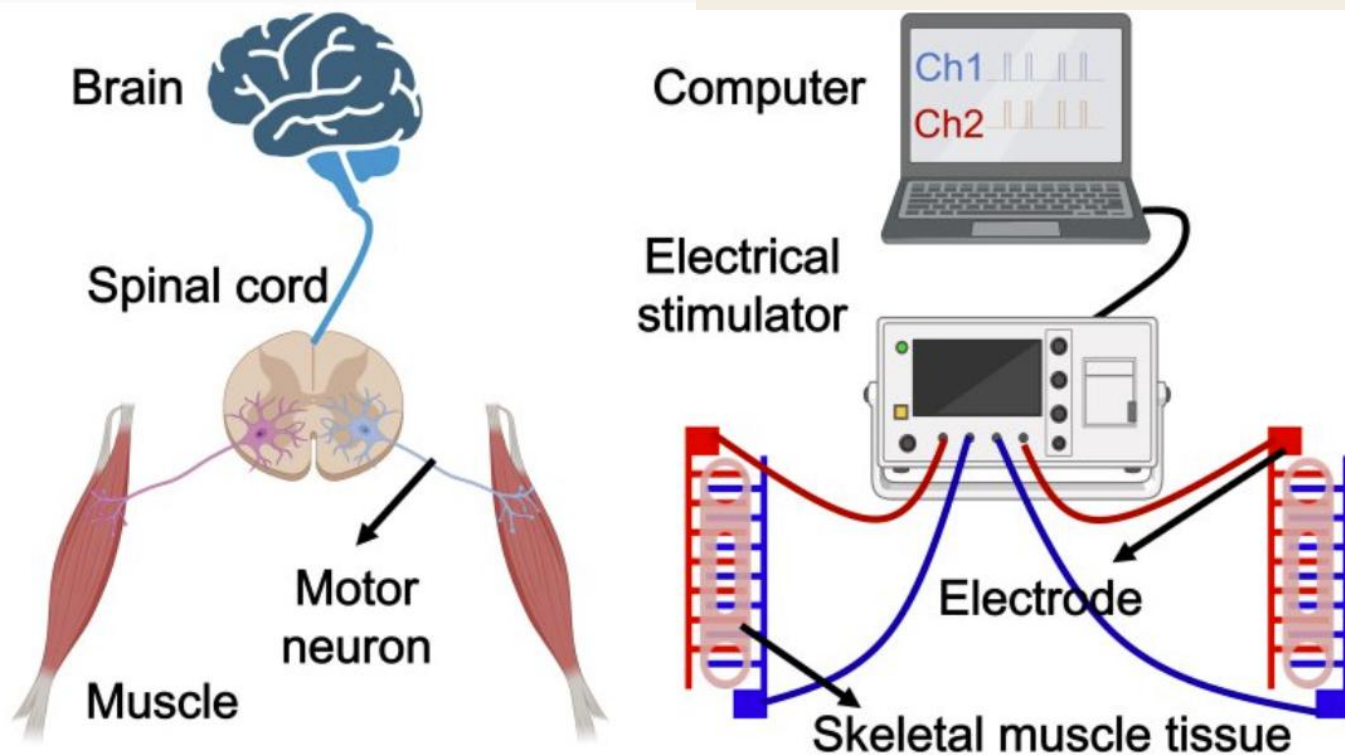 Brain
Spinal cord
Motor
neuron
Muscle
Computer
Ch1
Ch2
Electrical
stimulator
Electrode
Skeletal muscle tissue